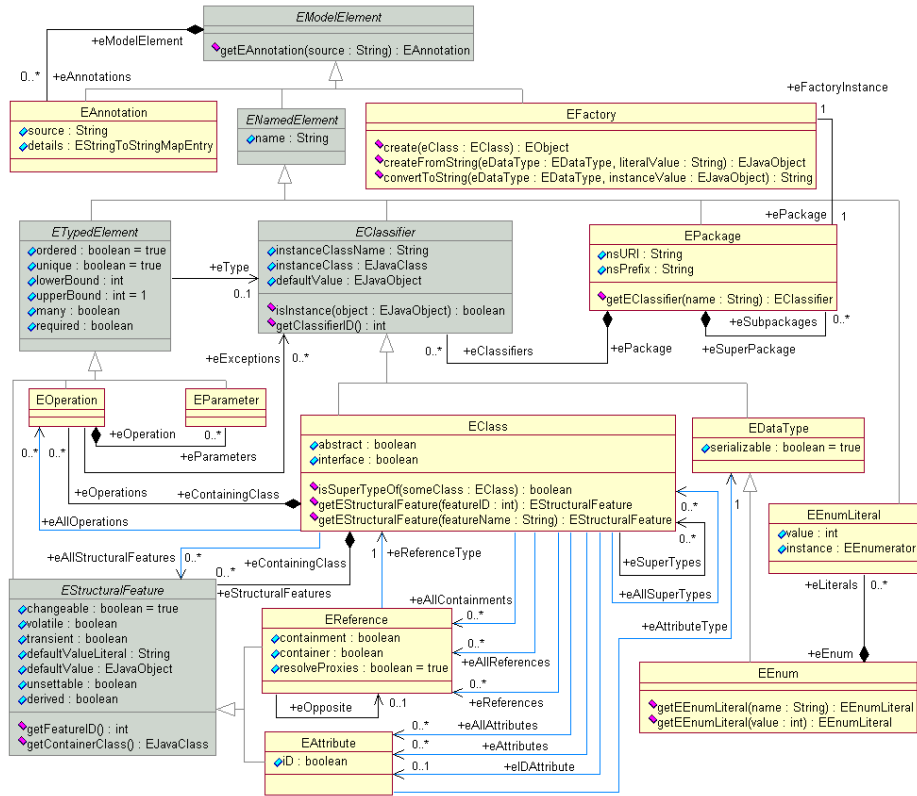 EModelElement
getEAnnotation(source : String) : EAnnotation
+eModelElement
0..*
+eAnnotations
EAnnotation
source : String
details : EStringToStringMapEntry
ENamedElement
name : String
+eFactoryInstance
1
EFactory
create(eClass : EClass) : EObject
createFromString(eDataType : EDataType, literalValue : String) : EJavaObject
convertToString(eDataType : EDataType, instanceValue : EJavaObject) : String
+ePackage
1
ETypedElement
ordered : boolean = true
unique : boolean = true
lowerBound : int
upperBound : int = 1
many : boolean
required : boolean
+eType
0..1
EClassifier
instanceClassName : String
instanceClass : EJavaClass
defaultValue : EJavaObject
isInstance(object : EJavaObject) : boolean
getClassifierID() : int
EPackage
nsURI : String
nsPrefix : String
getEClassifier(name : String) : EClassifier
+eSubpackages
0..*
+eSuperPackage
+ePackage
0..*
+eClassifiers
+eExceptions
0..*
EOperation
EParameter
+eOperation
0..*
+eParameters
0..*
0..*
+eOperations
+eContainingClass
+eAllOperations
EClass
abstract : boolean
interface : boolean
isSuperTypeOf(someClass : EClass) : boolean
getEStructuralFeature(featureID : int) : EStructuralFeature
getEStructuralFeature(featureName : String) : EStructuralFeature
EDataType
serializable : boolean = true
0..*
0..*
1
+eSuperTypes
+eAllSuperTypes
EEnumLiteral
value : int
instance : EEnumerator
+eLiterals
0..*
+eEnum
EEnum
getEEnumLiteral(name : String) : EEnumLiteral
getEEnumLiteral(value : int) : EEnumLiteral
+eAllStructuralFeatures
0..*
+eContainingClass
0..*
+eStructuralFeatures
1
+eReferenceType
EStructuralFeature
changeable : boolean = true
volatile : boolean
transient : boolean
defaultValueLiteral : String
defaultValue : EJavaObject
unsettable : boolean
derived : boolean
getFeatureID() : int
getContainerClass() : EJavaClass
EReference
containment : boolean
container : boolean
resolveProxies : boolean = true
+eAllContainments
0..*
0..*
+eAllReferences
0..*
+eReferences
+eAttributeType
+eOpposite
0..1
EAttribute
iD : boolean
0..*
+eAllAttributes
0..*
+eAttributes
0..1
+eIDAttribute